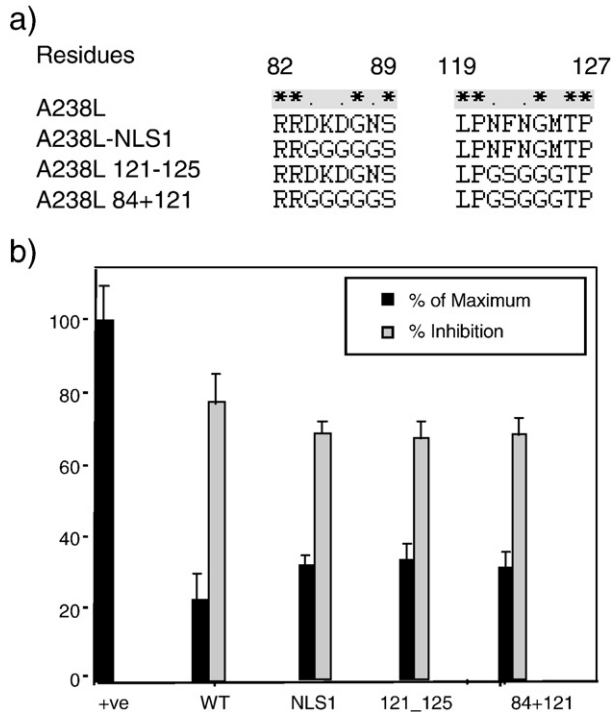 a)
Residues
82 89 119 127
** . . * . * ** . . * **
A238L RRDKDGNS LPNFNGMTP
A238L-NLS1 RRGGGGGS LPNFNGMTP
A238L 121-125 RRDKDGNS LPGSGGGTP
A238L 84+121 RRGGGGGS LPGSGGGTP
b)
% of Maximum
% Inhibition
100
80
60
40
20
0
+ve WT NLS1 121_125 84+121